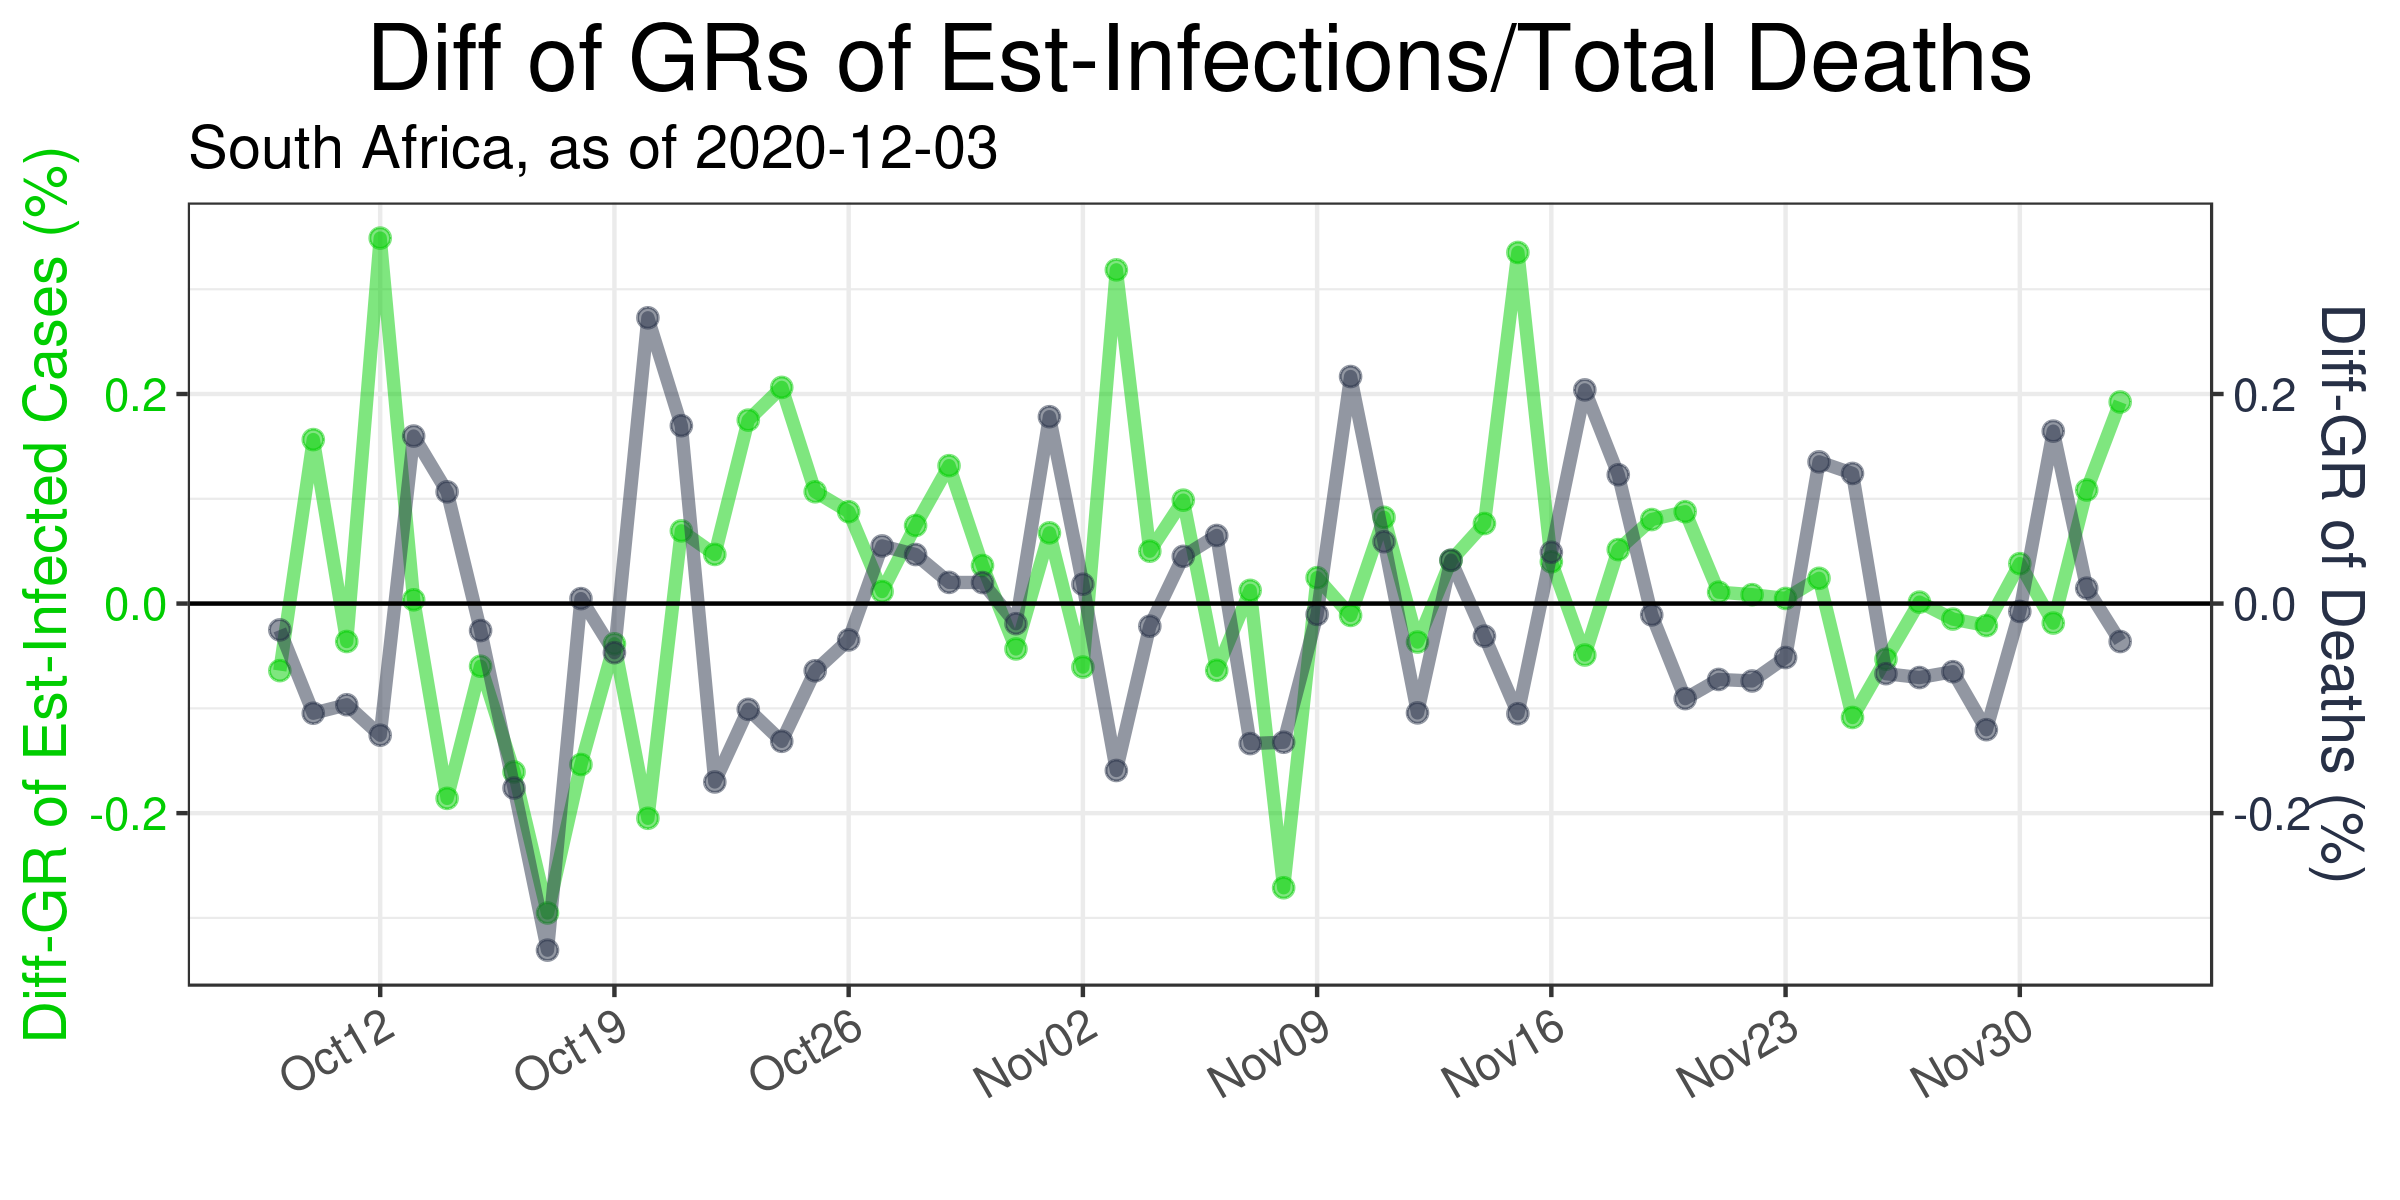 Diff of GRs of Est-Infections/Total Deaths
South Africa, as of 2020-12-03
Diff-GR of Est-Infected Cases (%)
0.2
0.0
-0.2
0.2
0.0
-0.2
Diff-GR of Deaths (%)
Oct12
Oct19
Oct26
Nov02
Nov09
Nov16
Nov23
Nov30